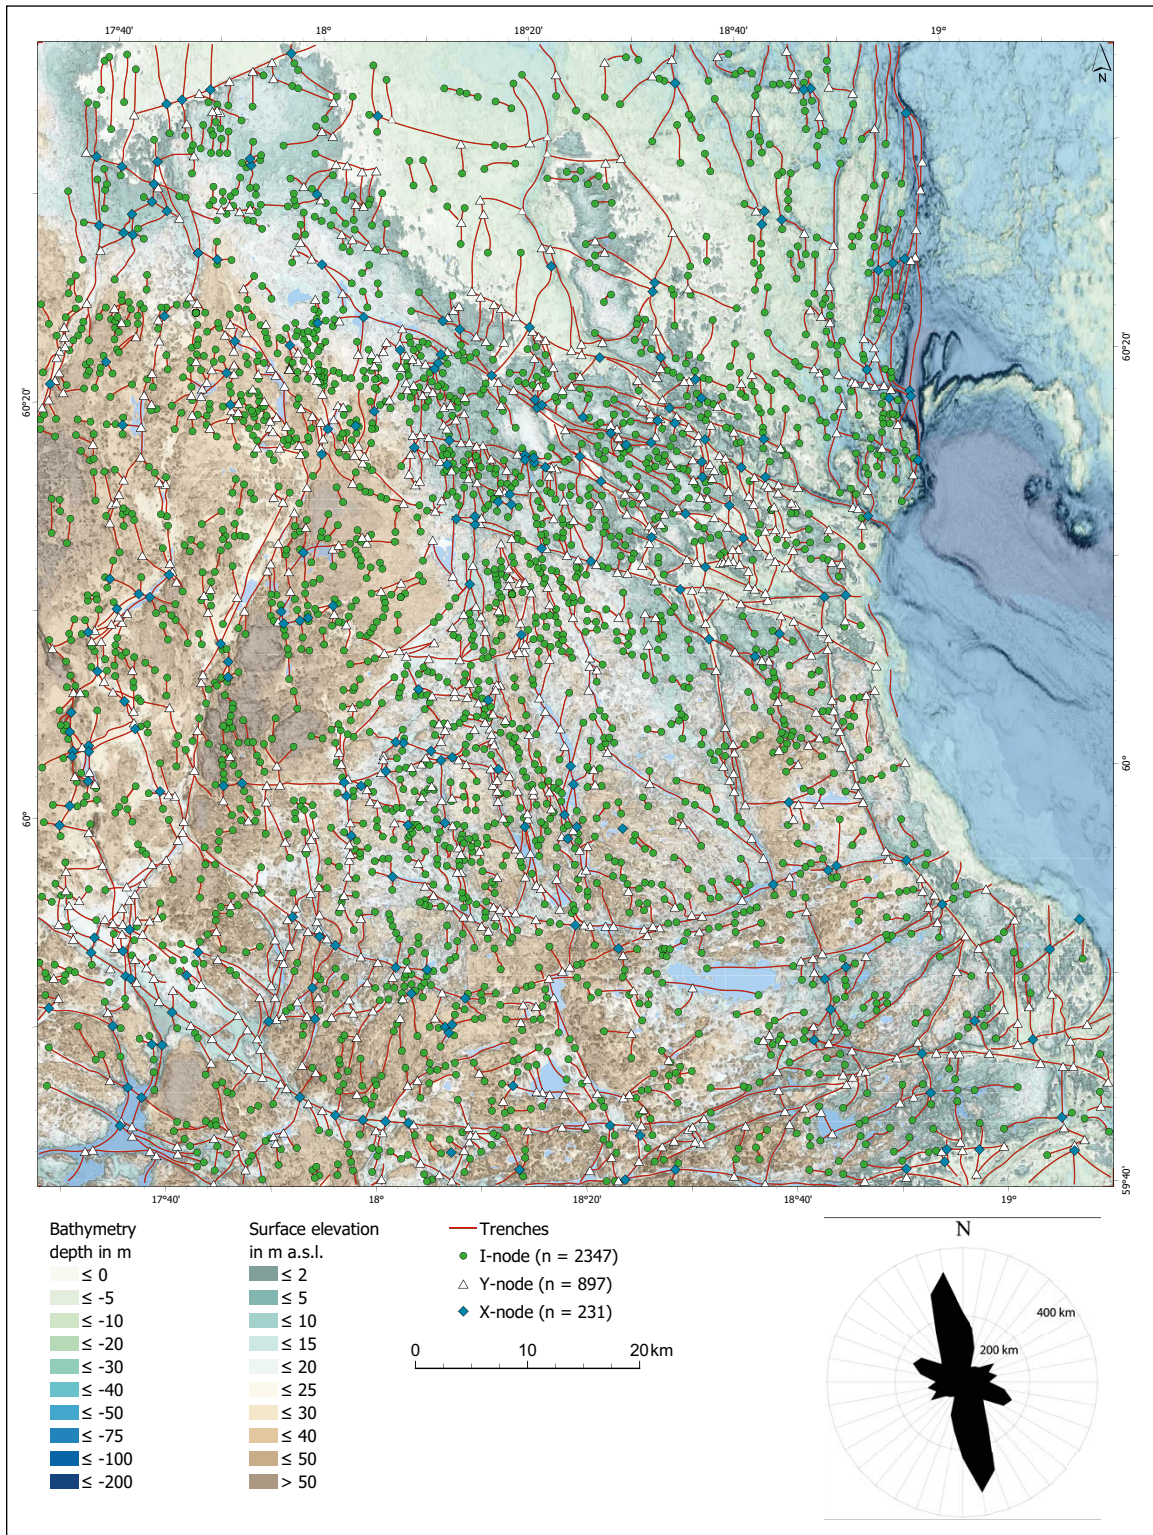 17°40' 18° 18°20' 18°40' 19°
N
60°20' 60°20'
60° 60°
59°40'
17°40' 18° 18°20' 18°40' 19°
Bathymetry
depth in m
≤ 0
≤ -5
≤ -10
≤ -20
≤ -30
≤ -40
≤ -50
≤ -75
≤ -100
≤ -200
Surface elevation
in m a.s.l.
≤ 2
≤ 5
≤ 10
≤ 15
≤ 20
≤ 25
≤ 30
≤ 40
≤ 50
> 50
Trenches
I-node (n = 2347)
Y-node (n = 897)
X-node (n = 231)
0 10 20 km
N
400 km
200 km